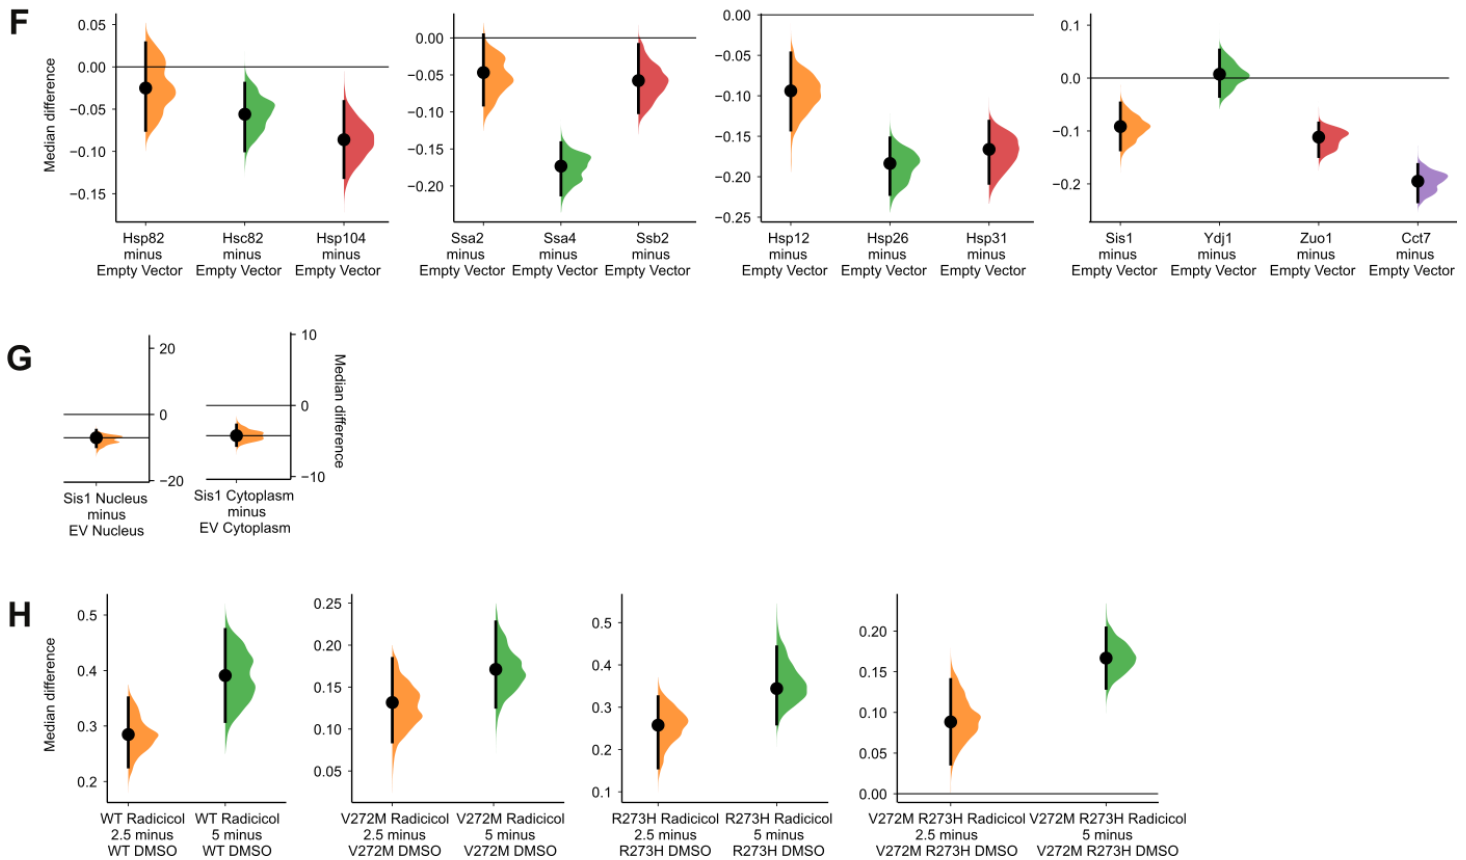 F
Median difference
0.05
0.00
−0.05
−0.10
−0.15
Hsp82
minus
Empty Vector
Hsc82
minus
Empty Vector
Hsp104
minus
Empty Vector
0.00
−0.05
−0.10
−0.15
−0.20
Ssa2
minus
Empty Vector
Ssa4
minus
Empty Vector
Ssb2
minus
Empty Vector
0.00
−0.05
−0.10
−0.15
−0.20
−0.25
Hsp12
minus
Empty Vector
Hsp26
minus
Empty Vector
Hsp31
minus
Empty Vector
0.1
0.0
−0.1
−0.2
Sis1
minus
Empty Vector
Ydj1
minus
Empty Vector
Zuo1
minus
Empty Vector
Cct7
minus
Empty Vector
G
20
0
−20
Sis1 Nucleus
minus
EV Nucleus
10
0
−10
Median difference
Sis1 Cytoplasm
minus
EV Cytoplasm
H
Median difference
0.5
0.4
0.3
0.2
WT Radicicol
2.5 minus
WT DMSO
WT Radicicol
5 minus
WT DMSO
0.25
0.20
0.15
0.10
0.05
V272M Radicicol
2.5 minus
V272M DMSO
V272M Radicicol
5 minus
V272M DMSO
0.5
0.4
0.3
0.2
0.1
R273H Radicicol
2.5 minus
R273H DMSO
R273H Radicicol
5 minus
R273H DMSO
0.20
0.15
0.10
0.05
0.00
V272M R273H Radicicol
2.5 minus
V272M R273H DMSO
V272M R273H Radicicol
5 minus
V272M R273H DMSO